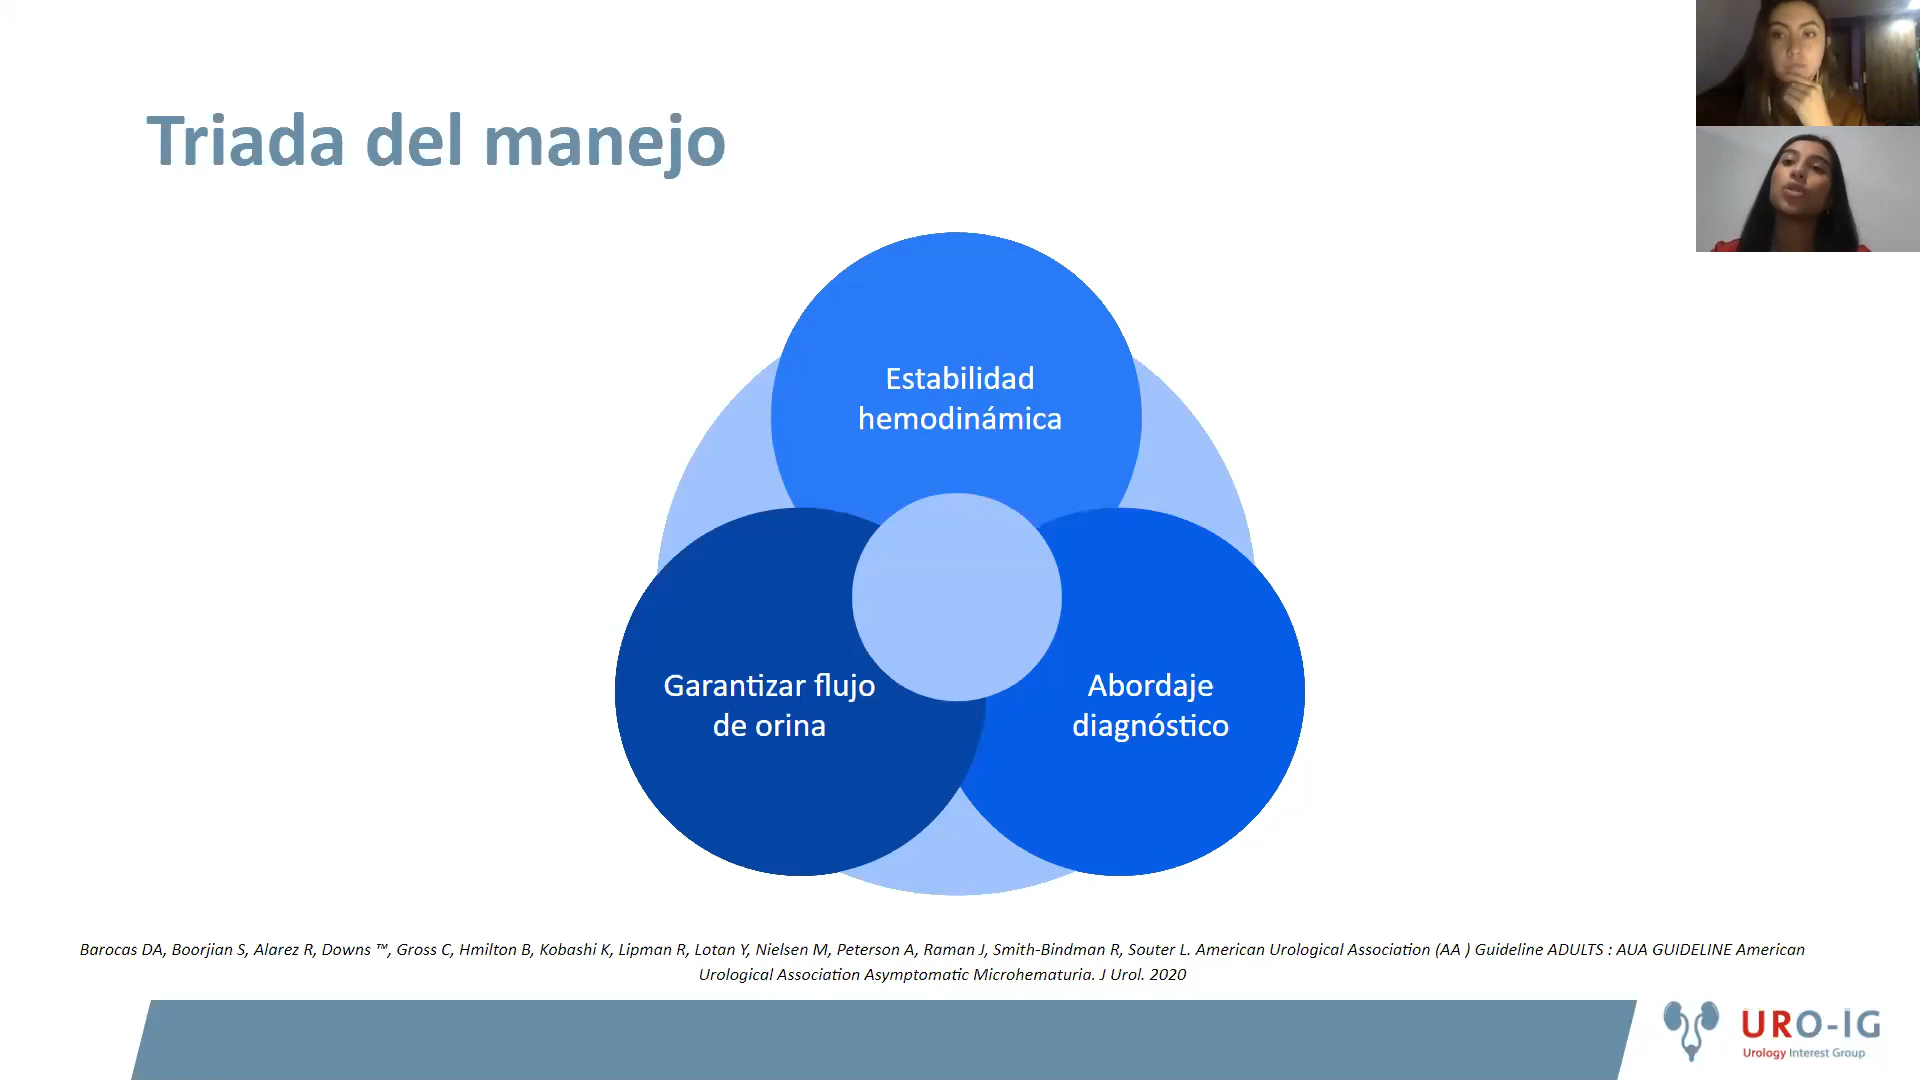 Triada del manejo
Estabilidad
hemodinámica
Garantizar flujo
de orina
Abordaje
diagnóstico
Barocas DA, Boorjian S, Alarez R, Downs ™, Gross C, Hmilton B, Kobashi K, Lipman R, Lotan Y, Nielsen M, Peterson A, Raman J, Smith-Bindman R, Souter L. American Urological Association (AA ) Guideline ADULTS : AUA GUIDELINE American
Urological Association Asymptomatic Microhematuria. J Urol. 2020
URO-IG
Urology Interest Group